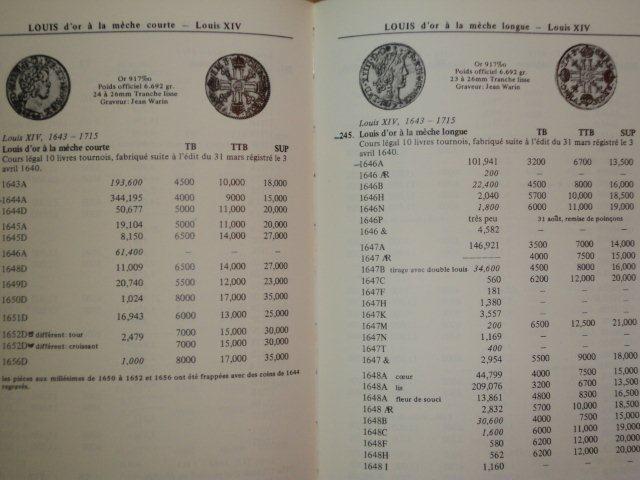 LOUIS d'or à la mèche courte — Louis XIV
Or 917‰
Poids officiel 6.692 gr.
24 à 26mm Tranche lisse
Graveur: Jean Warin
Louis XIV, 1643 – 1715
Louis d'or à la mèche courte TB TTB SUP
Cours légal 10 livres tournois, fabriqué suite à l'édit du 31 mars régistré le 3
avril 1640.
1643A 193,600 4500 10,000 18,000
1644A 344,195 4000 9000 15,000
1644D 50,677 5000 11,000 20,000
1645A 19,104 5000 11,000 20,000
1645D 8,150 6500 14,000 27,000
1646A 61,400 – – –
1648D 11,009 6500 14,000 27,000
1649D 20,740 5500 12,000 23,000
1650D 1,024 8000 17,000 35,000
1651D 16,943 6000 13,000 25,000
1652D différent: tour 2,479 7000 15,000 30,000
1652D différent: croissant 7000 15,000 30,000
1656D 1,000 8000 17,000 35,000
les pièces aux millésimes de 1650 à 1652 et 1656 ont été frappées avec des coins de 1644
regravés.
LOUIS d'or à la mèche longue — Louis XIV
Or 917‰
Poids officiel 6.692 gr.
23 à 25mm Tranche lisse
Graveur: Jean Warin
Louis XIV, 1643 – 1715
245. Louis d'or à la mèche longue TB TTB SUP
Cours légal 10 livres tournois, fabriqué suite à l'édit du 31 mars régistré le 3
avril 1640.
1646A 101,941 3200 6700 13,500
1646 AR 200 – – –
1646B 22,400 4500 8000 16,000
1646H 2,040 5700 10,000 18,500
1646N 1,800 6000 11,000 19,000
1646P très peu 31 août, remise de poinçons
1646 & 4,582 – – –
1647A 146,921 3500 7000 14,000
1647 AR ——— 4000 7500 15,000
1647B tirage avec double louis 34,600 4500 8000 16,000
1647C 560 6200 12,000 20,000
1647F 181 – – –
1647H 1,380 – – –
1647K 3,557 – – –
1647M 200 6500 12,500 21,000
1647N 1,169 – – –
1647T 400 – – –
1647 & 2,954 5500 9000 18,000
1648A cœur 44,799 4000 7500 15,000
1648A lis 209,076 3200 6700 13,500
1648A fleur de souci 13,861 4800 8300 16,500
1648 AR 2,832 5700 10,000 18,500
1648B 30,600 4000 7500 15,000
1648C 1,600 6000 11,000 19,000
1648F 580 6200 12,000 20,000
1648H 562 6200 12,000 20,000
1648 I 1,160 – – –